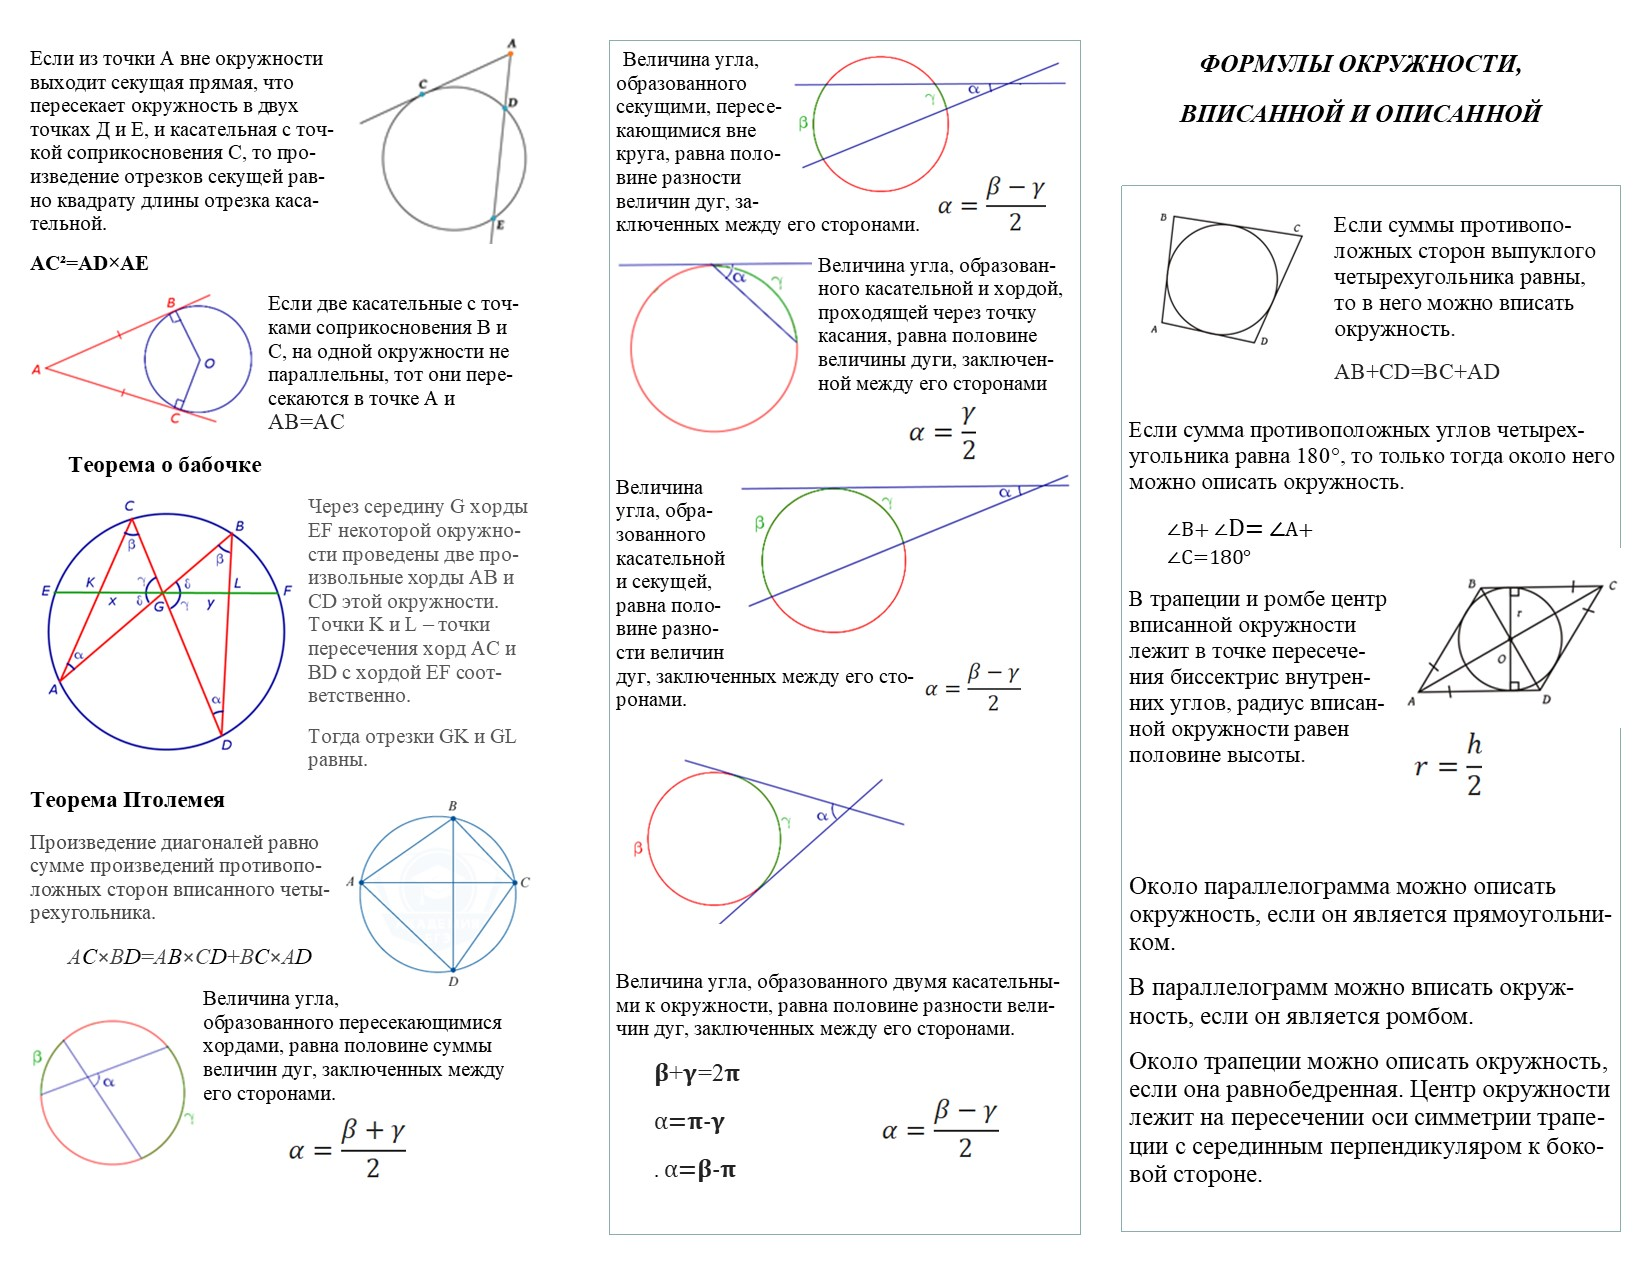 Если из точки А вне окружности
выходит секущая прямая, что
пересекает окружность в двух
точках Д и Е, и касательная с точ-
кой соприкосновения С, то про-
изведение отрезков секущей рав-
но квадрату длины отрезка каса-
тельной.
A
C
D
E
AC²=AD×AE
B
A
O
C
Если две касательные с точ-
ками соприкосновения В и
С, на одной окружности не
параллельны, тот они пере-
секаются в точке А и
AB=AC
Теорема о бабочке
C
B
β
β
E
K
γ
δ
L
F
x
δ
G
γ
y
α
A
α
D
Через середину G хорды
EF некоторой окружно-
сти проведены две про-
извольные хорды AB и
CD этой окружности.
Точки K и L – точки
пересечения хорд AC и
BD с хордой EF соот-
ветственно.
Тогда отрезки GK и GL
равны.
Теорема Птолемея
Произведение диагоналей равно
сумме произведений противопо-
ложных сторон вписанного четы-
рехугольника.
AC×BD=AB×CD+BC×AD
B
A
C
D
Величина угла,
образованного пересекающимися
хордами, равна половине суммы
величин дуг, заключенных между
его сторонами.
β
α
γ
α = (β + γ)/2
Величина угла,
образованного
секущими, пересе-
кающимися вне
круга, равна поло-
вине разности
величин дуг, за-
ключенных между его сторонами.
α
γ
β
α = (β − γ)/2
α
γ
Величина угла, образован-
ного касательной и хордой,
проходящей через точку
касания, равна половине
величины дуги, заключен-
ной между его сторонами
α = γ/2
Величина
угла, обра-
зованного
касательной
и секущей,
равна поло-
вине разно-
сти величин
дуг, заключенных между его сто-
ронами.
α
γ
β
α = (β − γ)/2
α
γ
β
Величина угла, образованного двумя касательны-
ми к окружности, равна половине разности вели-
чин дуг, заключенных между его сторонами.
β+γ=2π
α=π-γ
. α=β-π
α = (β − γ)/2
ФОРМУЛЫ ОКРУЖНОСТИ,
ВПИСАННОЙ И ОПИСАННОЙ
B
C
A
D
Если суммы противопо-
ложных сторон выпуклого
четырехугольника равны,
то в него можно вписать
окружность.
AB+CD=BC+AD
Если сумма противоположных углов четырех-
угольника равна 180°, то только тогда около него
можно описать окружность.
∠B+ ∠D= ∠A+
∠C=180°
В трапеции и ромбе центр
вписанной окружности
лежит в точке пересече-
ния биссектрис внутрен-
них углов, радиус вписан-
ной окружности равен
половине высоты.
B
C
r
O
A
D
r = h/2
Около параллелограмма можно описать
окружность, если он является прямоугольни-
ком.
В параллелограмм можно вписать окруж-
ность, если он является ромбом.
Около трапеции можно описать окружность,
если она равнобедренная. Центр окружности
лежит на пересечении оси симметрии трапе-
ции с серединным перпендикуляром к боко-
вой стороне.